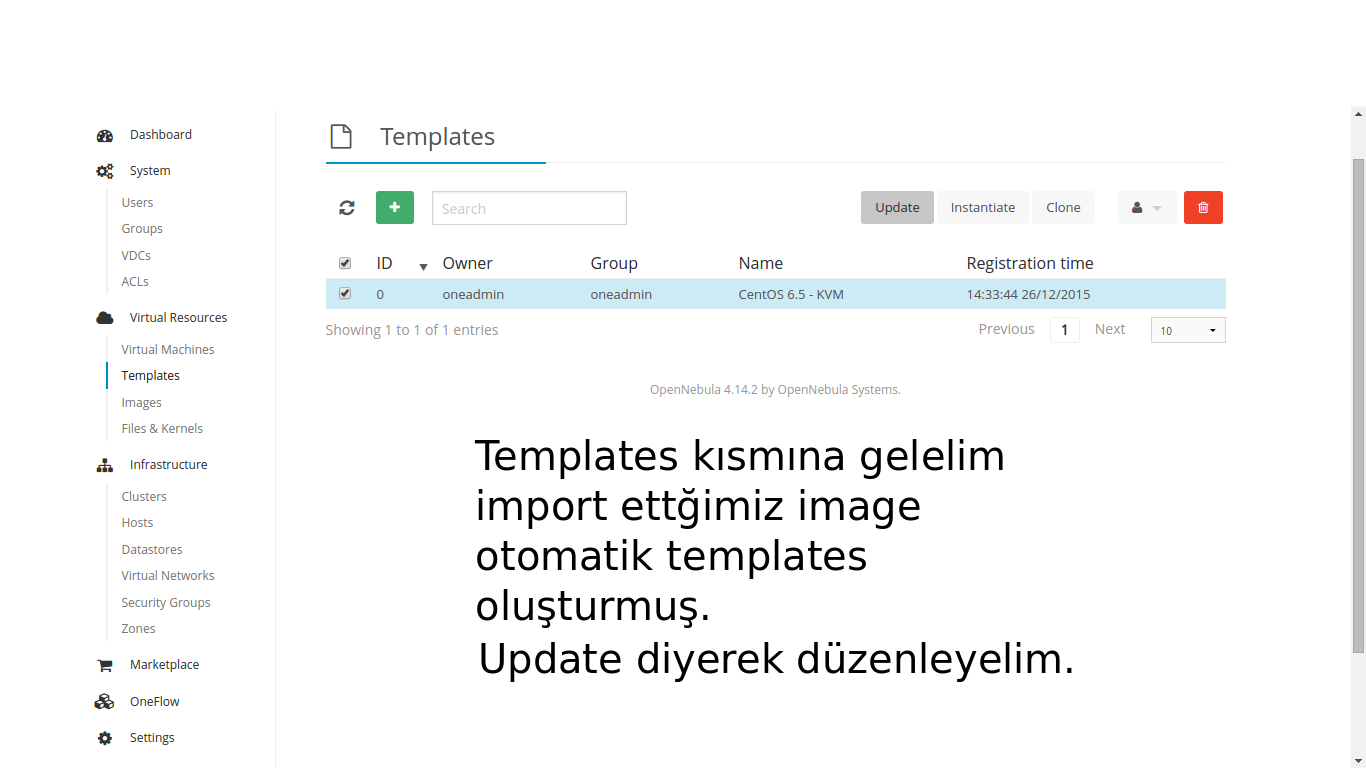 Dashboard
System
Users
Groups
VDCs
ACLs
Virtual Resources
Virtual Machines
Templates
Images
Files & Kernels
Infrastructure
Clusters
Hosts
Datastores
Virtual Networks
Security Groups
Zones
Marketplace
OneFlow
Settings
Templates
+ Search Update Instantiate Clone
ID Owner Group Name Registration time
0 oneadmin oneadmin CentOS 6.5 - KVM 14:33:44 26/12/2015
Showing 1 to 1 of 1 entries Previous 1 Next 10
OpenNebula 4.14.2 by OpenNebula Systems.
Templates kısmına gelelim
import ettğimiz image
otomatik templates
oluşturmuş.
Update diyerek düzenleyelim.